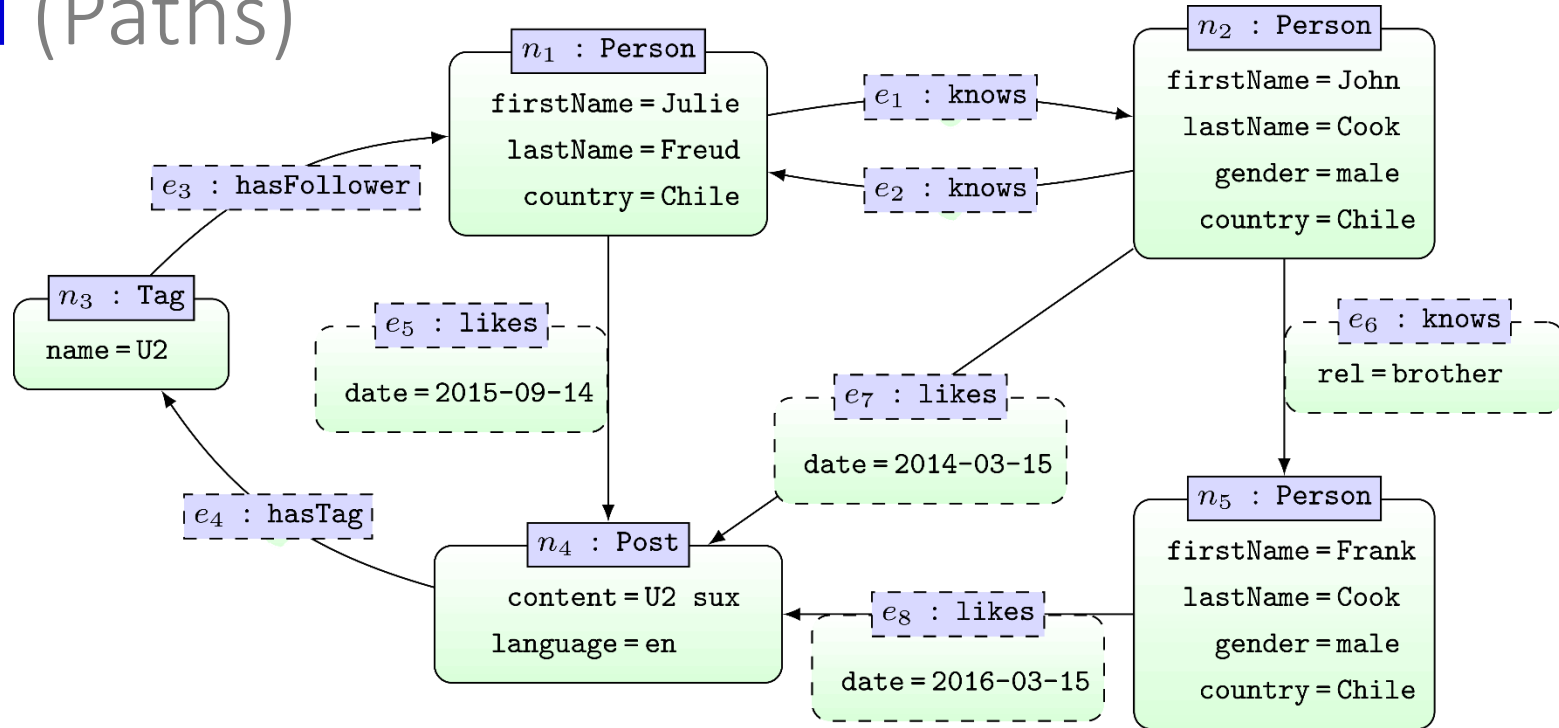 (Paths)
n₁ : Person
firstName = Julie
lastName = Freud
country = Chile
e₁ : knows
e₂ : knows
n₂ : Person
firstName = John
lastName = Cook
gender = male
country = Chile
e₃ : hasFollower
n₃ : Tag
name = U2
e₅ : likes
date = 2015-09-14
e₇ : likes
date = 2014-03-15
e₆ : knows
rel = brother
e₄ : hasTag
n₄ : Post
content = U2 sux
language = en
e₈ : likes
date = 2016-03-15
n₅ : Person
firstName = Frank
lastName = Cook
gender = male
country = Chile